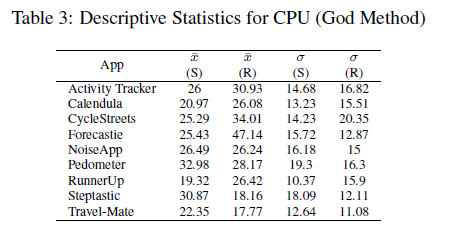 Table 3: Descriptive Statistics for CPU (God Method)
App x̄ (S) x̄ (R) σ (S) σ (R)
Activity Tracker 26 30.93 14.68 16.82
Calendula 20.97 26.08 13.23 15.51
CycleStreets 25.29 34.01 14.23 20.35
Forecastie 25.43 47.14 15.72 12.87
NoiseApp 26.49 26.24 16.18 15
Pedometer 32.98 28.17 19.3 16.3
RunnerUp 19.32 26.42 10.37 15.9
Steptastic 30.87 18.16 18.09 12.11
Travel-Mate 22.35 17.77 12.64 11.08